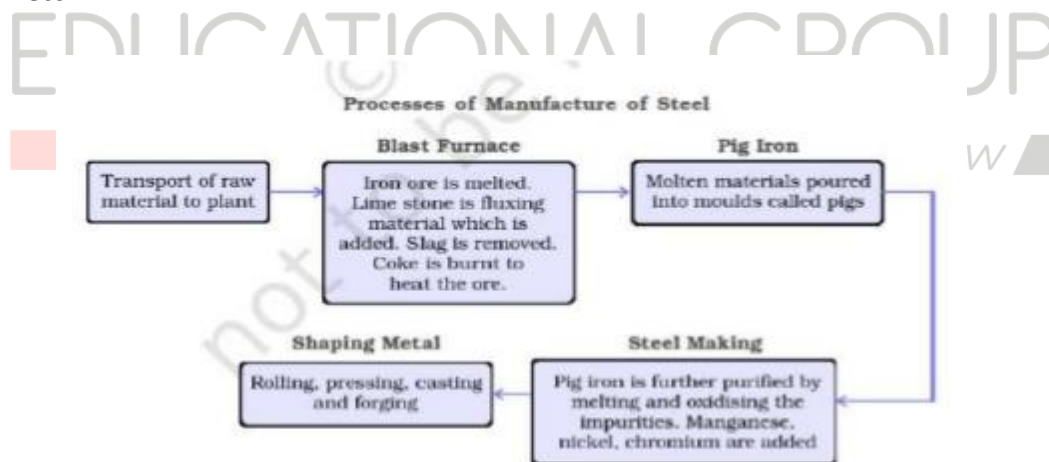 EDUCATIONAL GROUP
©
not to be
Processes of Manufacture of Steel
Blast Furnace
Pig Iron
W
Transport of raw
material to plant
Iron ore is melted.
Lime stone is fluxing
material which is
added. Slag is removed.
Coke is burnt to
heat the ore.
Molten materials poured
into moulds called pigs
Shaping Metal
Steel Making
Rolling, pressing, casting
and forging
Pig iron is further purified by
melting and oxidising the
impurities. Manganese,
nickel, chromium are added